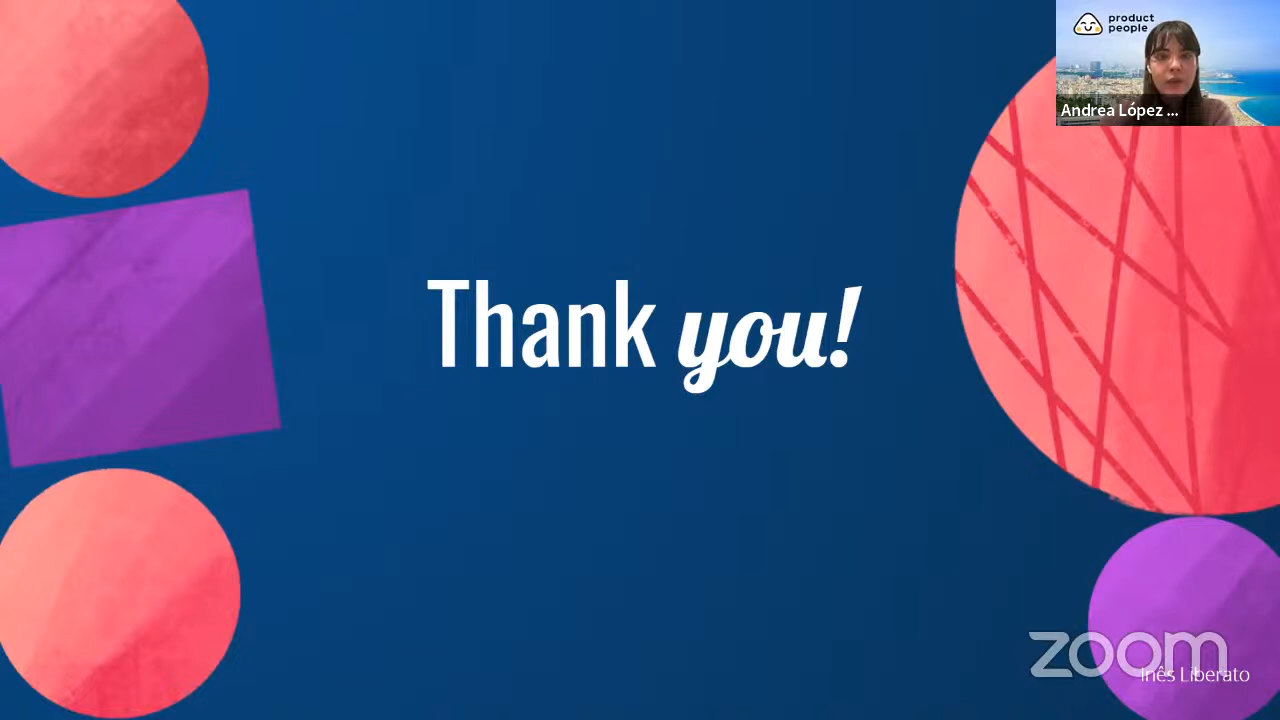 product
people
Andrea López ...
Thank you!
zoom
Inês Liberato